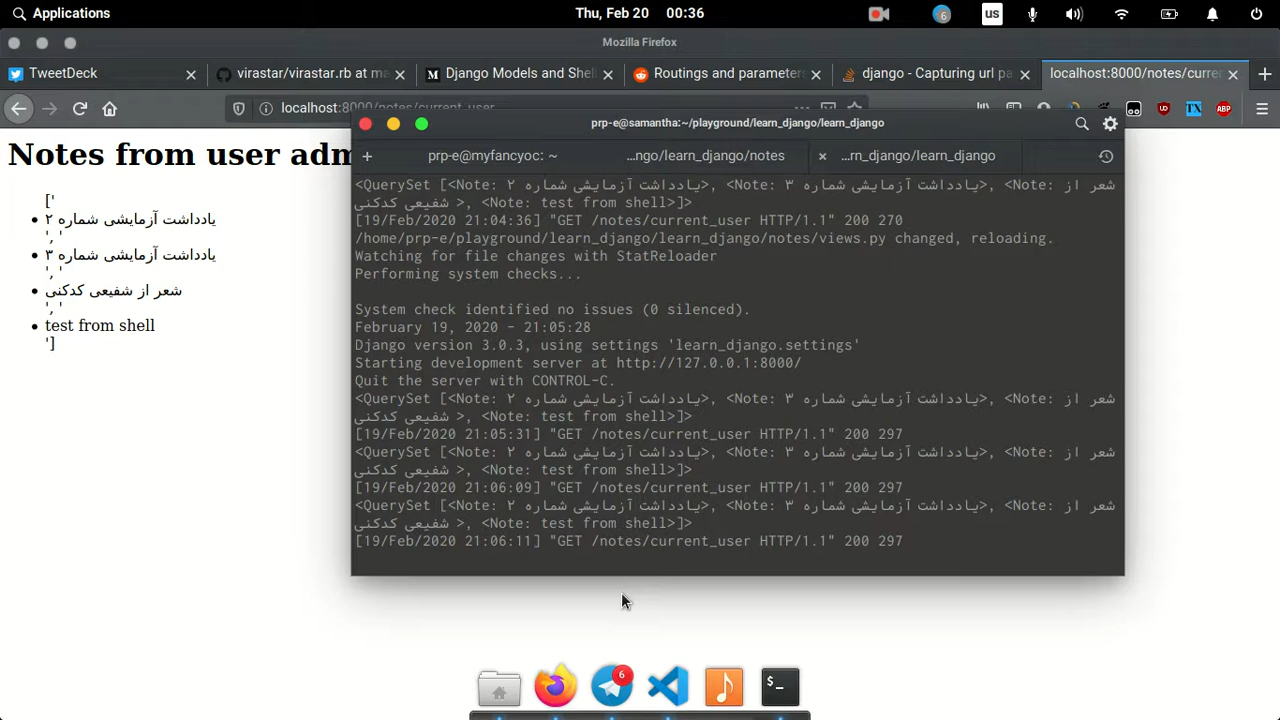 Applications
Thu, Feb 20 00:36
6
us
Mozilla Firefox
TweetDeck
virastar/virastar.rb at ma
Django Models and Shell
Routings and parameters
django - Capturing url pa
localhost:8000/notes/curre
localhost:8000/notes/current_user
Notes from user adm
['
یادداشت آزمایشی شماره ۲
', '
یادداشت آزمایشی شماره ۳
', '
شعر از شفیعی کدکنی
', '
test from shell
']
prp-e@samantha:~/playground/learn_django/learn_django
prp-e@myfancyoc: ~
...ngo/learn_django/notes
...rn_django/learn_django
<QuerySet [<Note: یادداشت آزمایشی شماره ۲>, <Note: یادداشت آزمایشی شماره ۳>, <Note: شعر از
شفیعی کدکنی >, <Note: test from shell>]>
[19/Feb/2020 21:04:36] "GET /notes/current_user HTTP/1.1" 200 270
/home/prp-e/playground/learn_django/learn_django/notes/views.py changed, reloading.
Watching for file changes with StatReloader
Performing system checks...
System check identified no issues (0 silenced).
February 19, 2020 - 21:05:28
Django version 3.0.3, using settings 'learn_django.settings'
Starting development server at http://127.0.0.1:8000/
Quit the server with CONTROL-C.
<QuerySet [<Note: یادداشت آزمایشی شماره ۲>, <Note: یادداشت آزمایشی شماره ۳>, <Note: شعر از
شفیعی کدکنی >, <Note: test from shell>]>
[19/Feb/2020 21:05:31] "GET /notes/current_user HTTP/1.1" 200 297
<QuerySet [<Note: یادداشت آزمایشی شماره ۲>, <Note: یادداشت آزمایشی شماره ۳>, <Note: شعر از
شفیعی کدکنی >, <Note: test from shell>]>
[19/Feb/2020 21:06:09] "GET /notes/current_user HTTP/1.1" 200 297
<QuerySet [<Note: یادداشت آزمایشی شماره ۲>, <Note: یادداشت آزمایشی شماره ۳>, <Note: شعر از
شفیعی کدکنی >, <Note: test from shell>]>
[19/Feb/2020 21:06:11] "GET /notes/current_user HTTP/1.1" 200 297
6